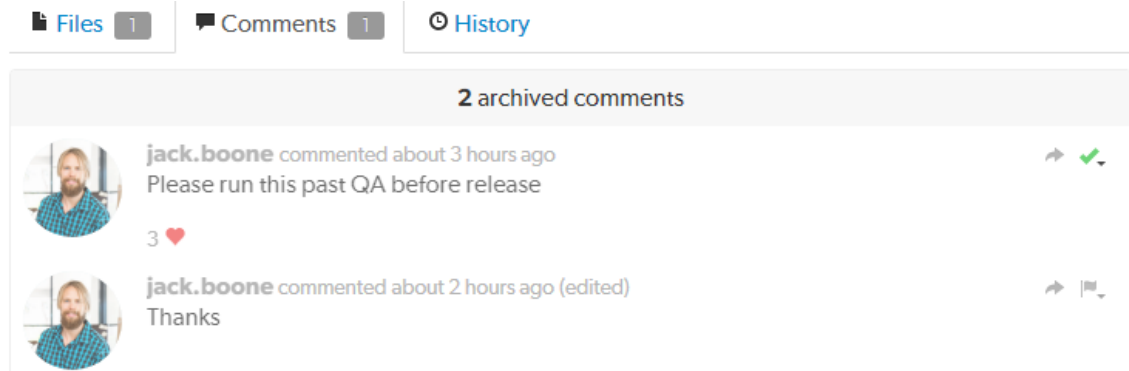 Files 1 Comments 1 History
2 archived comments
jack.boone commented about 3 hours ago
Please run this past QA before release
3
jack.boone commented about 2 hours ago (edited)
Thanks